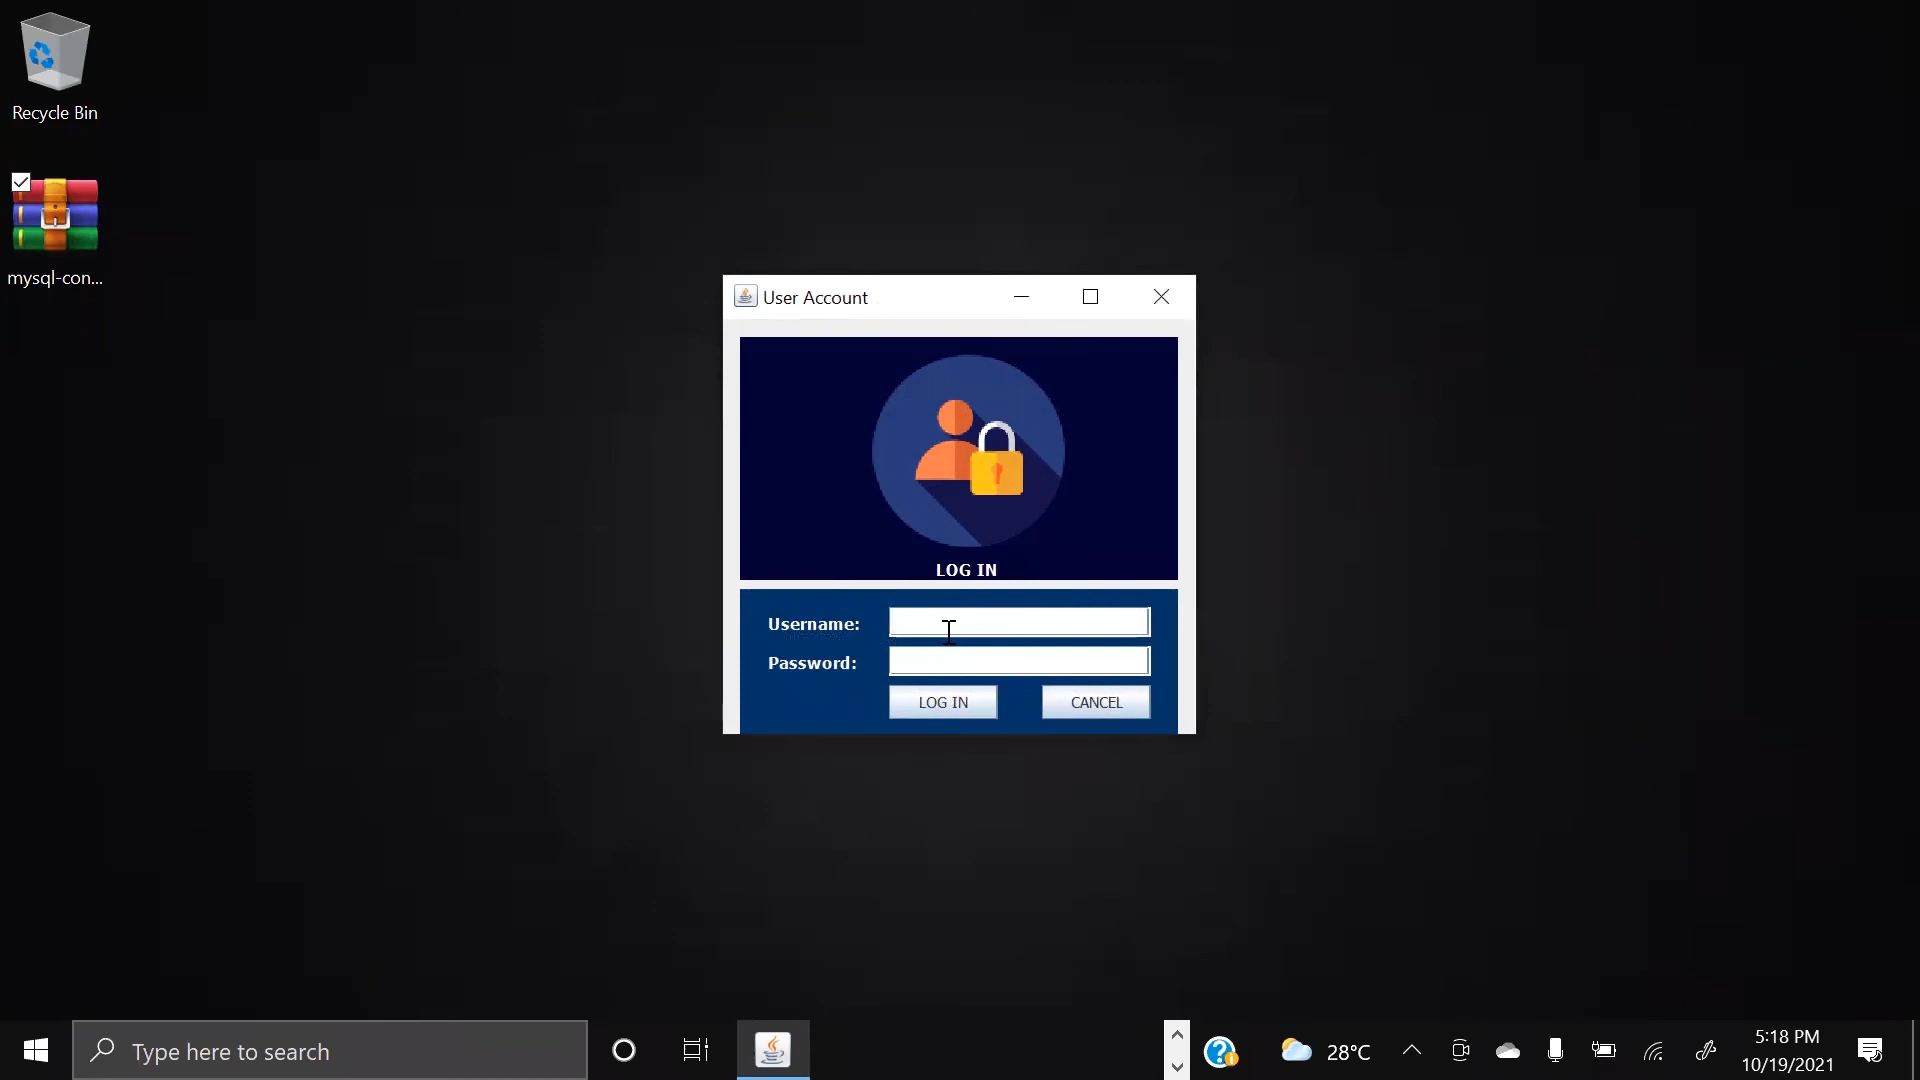 Recycle Bin
mysql-con...
User Account
LOG IN
Username:
Password:
LOG IN
CANCEL
Type here to search
28°C
5:18 PM
10/19/2021